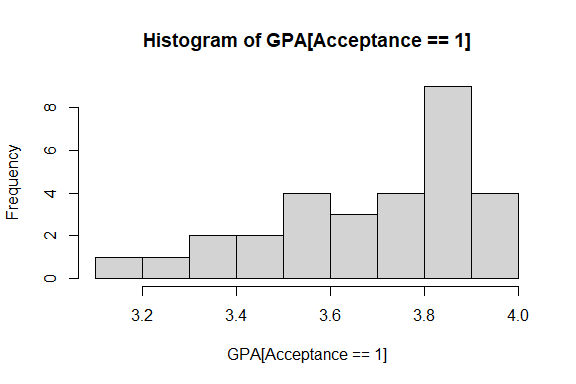 Histogram of GPA[Acceptance == 1]
Frequency
8
6
4
2
0
3.2 3.4 3.6 3.8 4.0
GPA[Acceptance == 1]